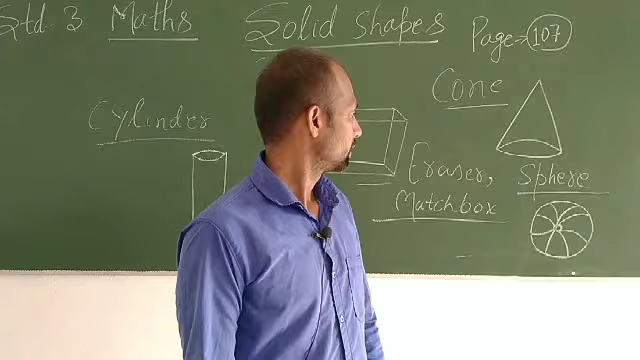 Std. 3 Maths Solid Shapes Page → 107
Cone
Cylinder
Eraser, Sphere
Matchbox